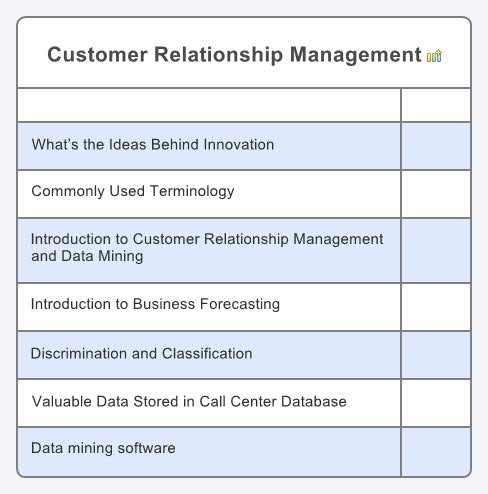 Customer Relationship Management
What's the Ideas Behind Innovation
Commonly Used Terminology
Introduction to Customer Relationship Management
and Data Mining
Introduction to Business Forecasting
Discrimination and Classification
Valuable Data Stored in Call Center Database
Data mining software